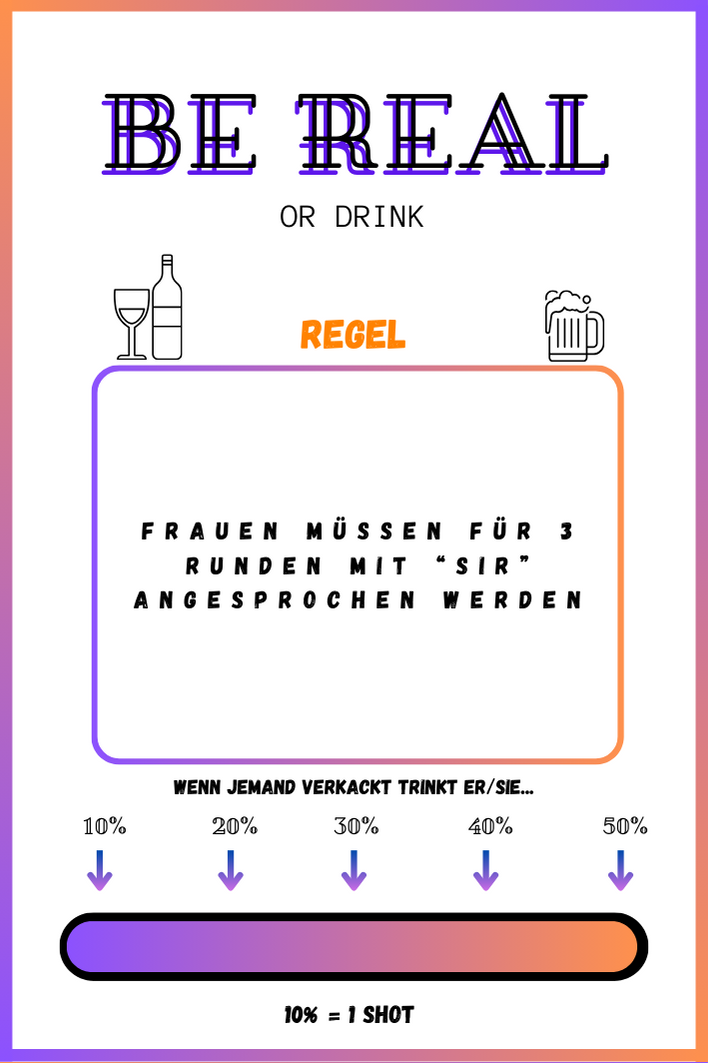 BE REAL
OR DRINK
REGEL
FRAUEN MÜSSEN FÜR 3
RUNDEN MIT “SIR”
ANGESPROCHEN WERDEN
WENN JEMAND VERKACKT TRINKT ER/SIE...
10% 20% 30% 40% 50%
10% = 1 SHOT